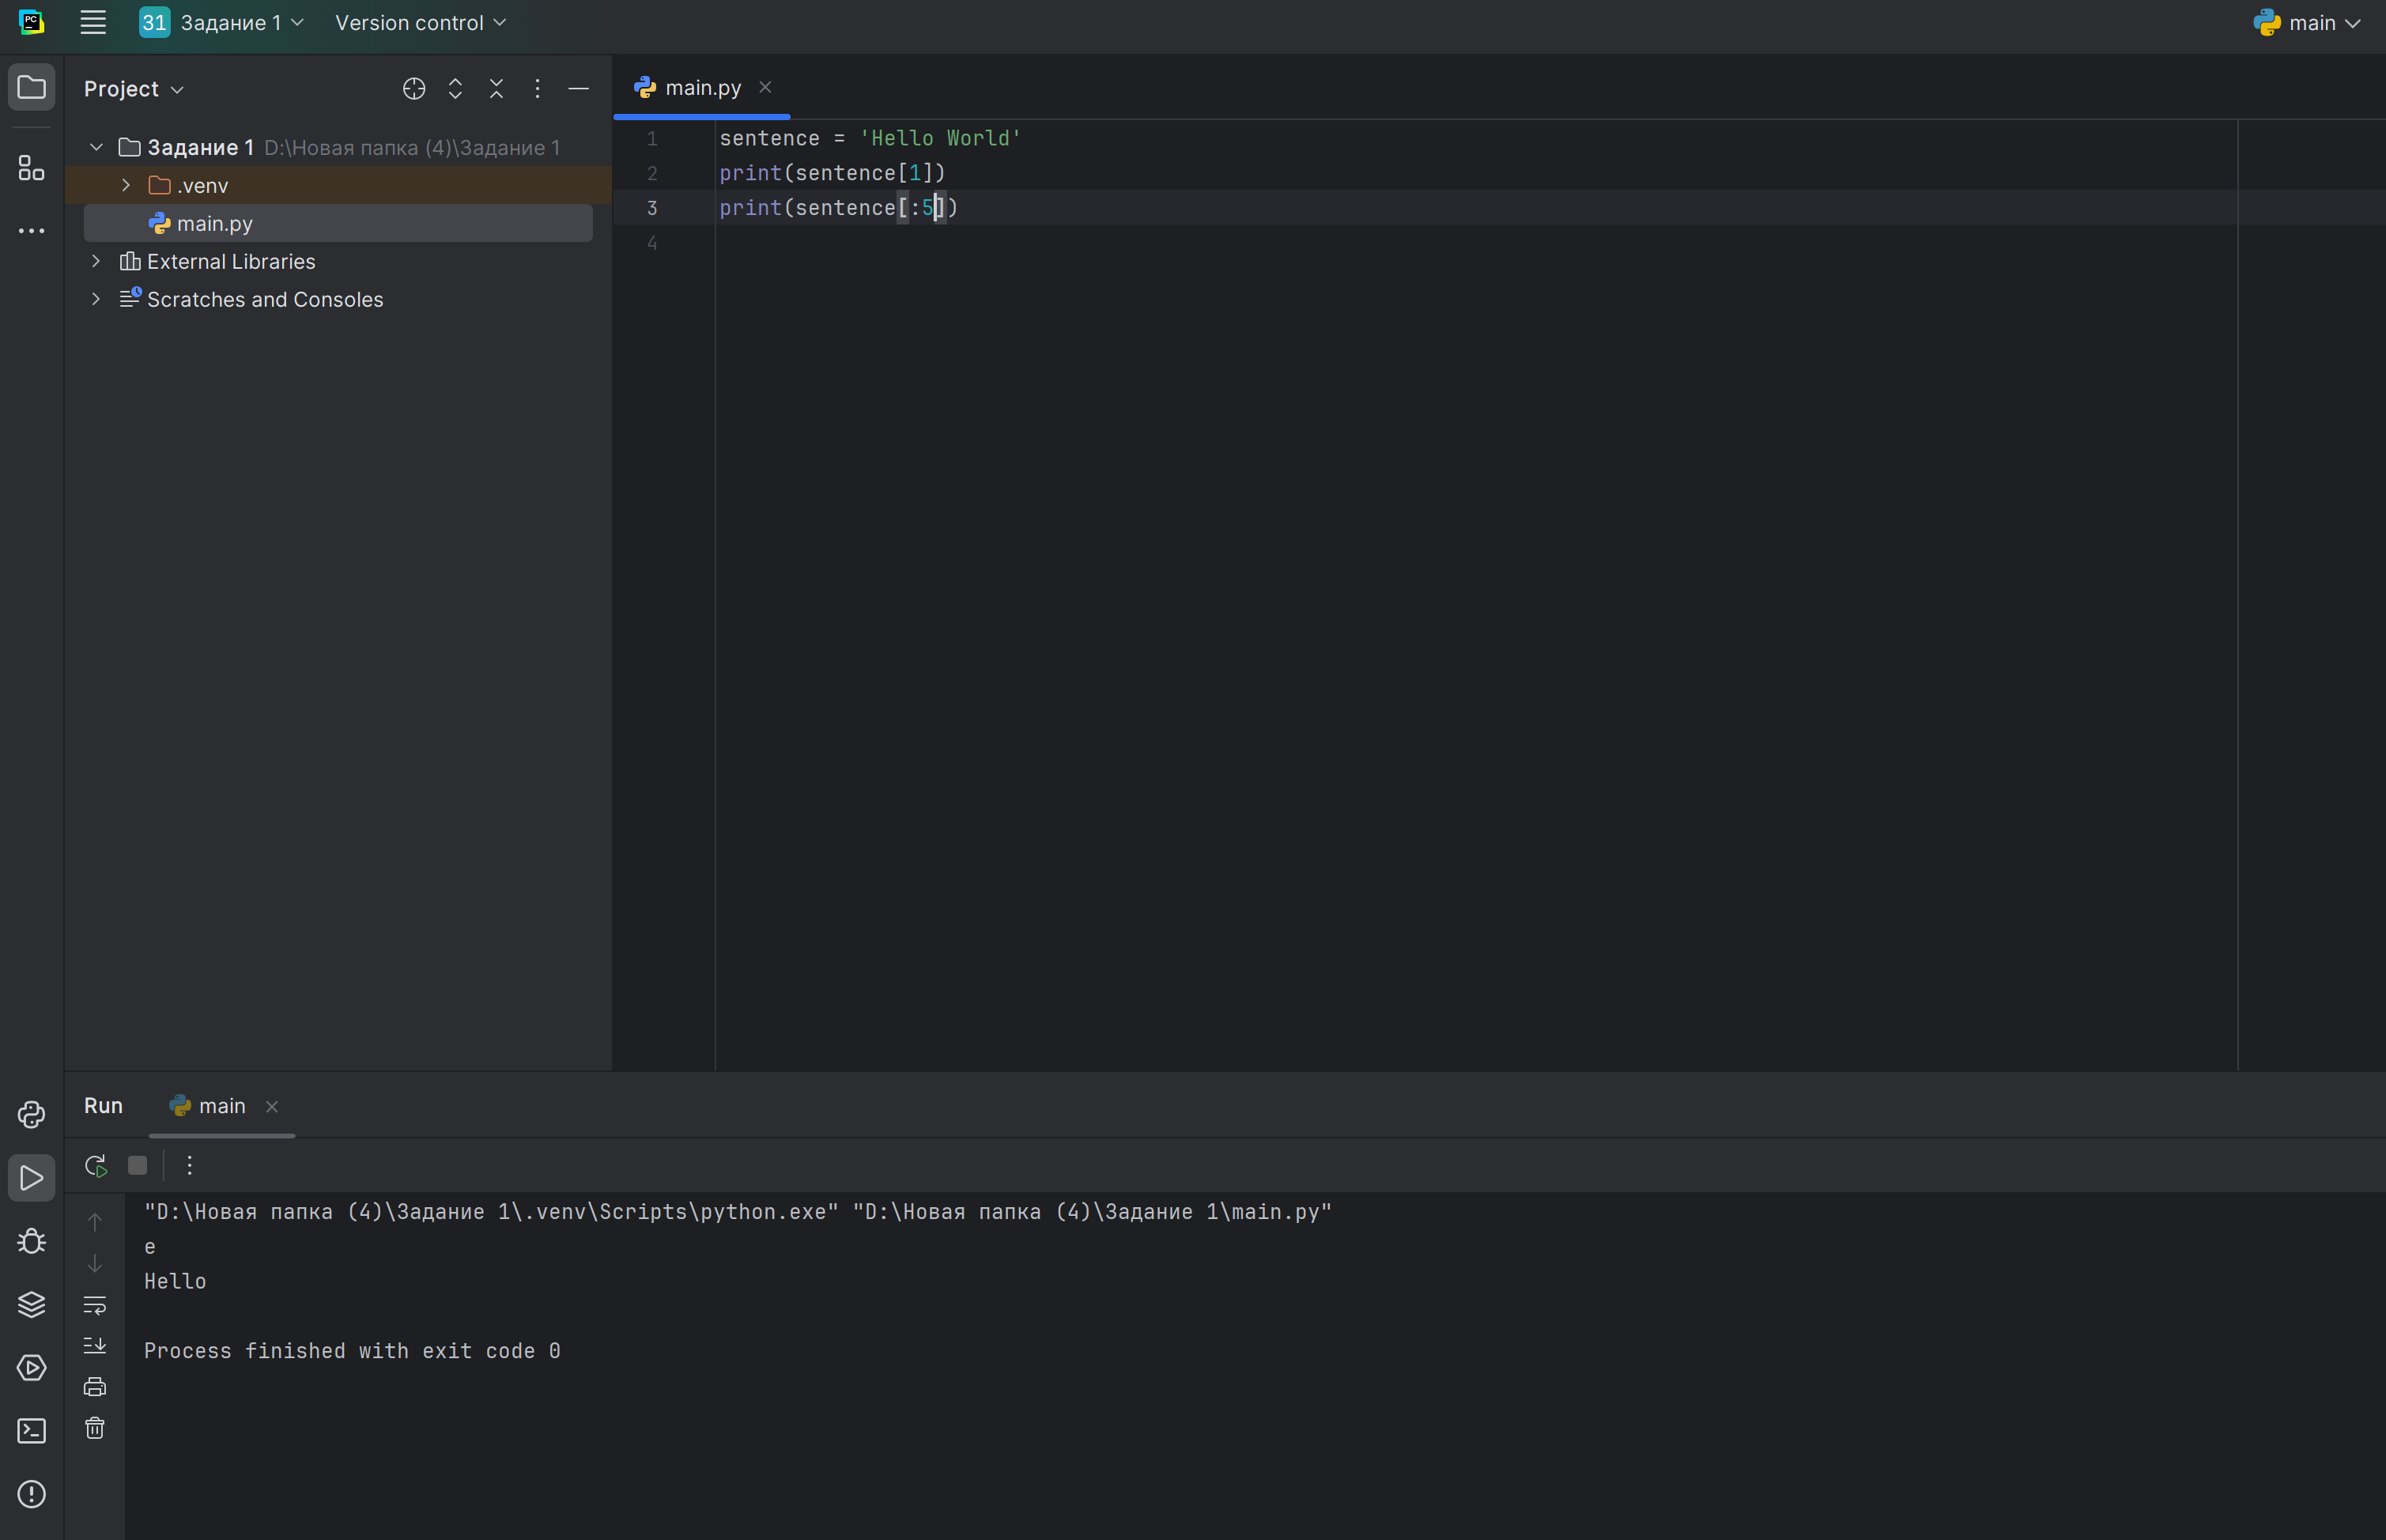 PC
31 Задание 1 Version control main
Project
main.py
Задание 1 D:\Новая папка (4)\Задание 1
.venv
main.py
External Libraries
Scratches and Consoles
1 sentence = 'Hello World'
2 print(sentence[1])
3 print(sentence[:5])
4
Run main
"D:\Новая папка (4)\Задание 1\.venv\Scripts\python.exe" "D:\Новая папка (4)\Задание 1\main.py"
e
Hello
Process finished with exit code 0